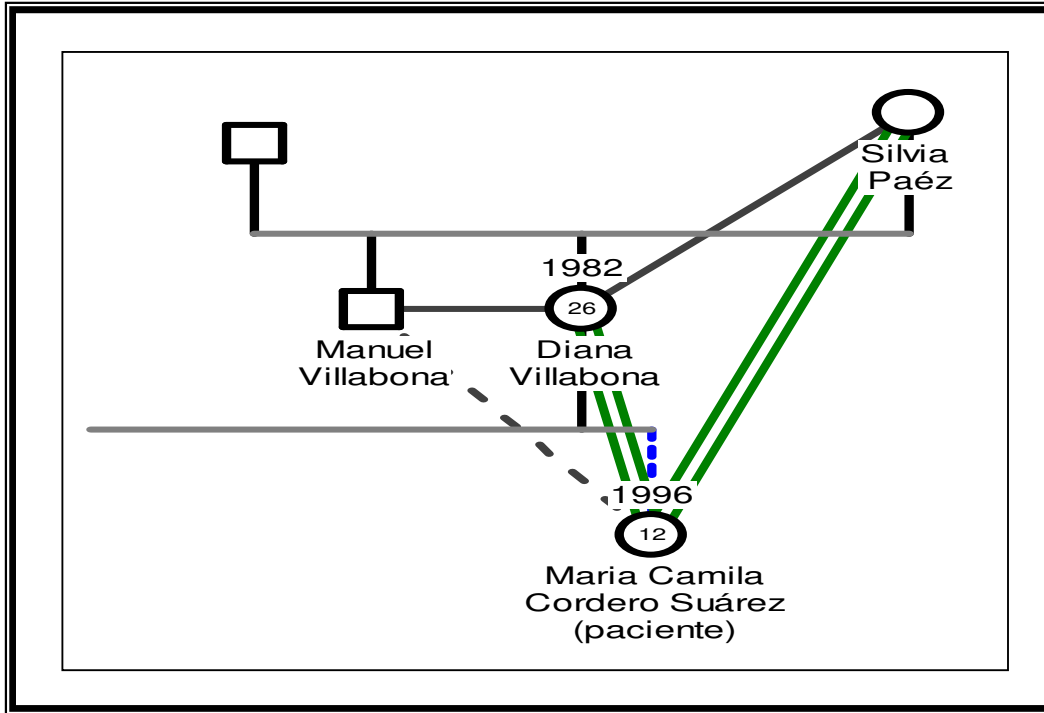 Silvia
Paéz
1982
26
Manuel
Villabona
Diana
Villabona
1996
12
Maria Camila
Cordero Suárez
(paciente)